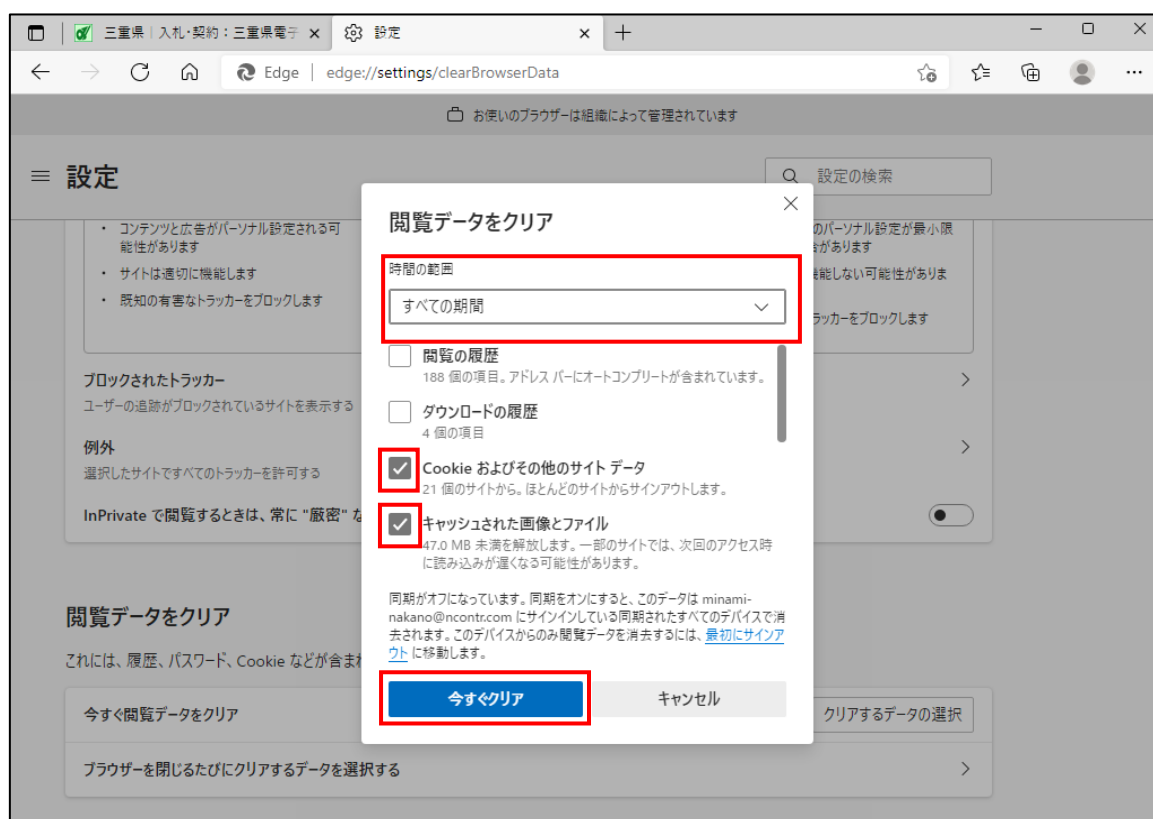 三重県 | 入札・契約：三重県電子
設定
Edge | edge://settings/clearBrowserData
お使いのブラウザーは組織によって管理されています
設定
設定の検索
・ コンテンツと広告がパーソナル設定される可
能性があります
・ サイトは適切に機能します
・ 既知の有害なトラッカーをブロックします
のパーソナル設定が最小限
があります
機能しない可能性がありま
ラッカーをブロックします
ブロックされたトラッカー
ユーザーの追跡がブロックされているサイトを表示する
例外
選択したサイトですべてのトラッカーを許可する
InPrivate で閲覧するときは、常に "厳密" な
閲覧データをクリア
これには、履歴、パスワード、Cookie などが含ま
今すぐ閲覧データをクリア
クリアするデータの選択
ブラウザーを閉じるたびにクリアするデータを選択する
閲覧データをクリア
時間の範囲
すべての期間
閲覧の履歴
188 個の項目。アドレス バーにオートコンプリートが含まれています。
ダウンロードの履歴
4 個の項目
Cookie およびその他のサイト データ
21 個のサイトから。ほとんどのサイトからサインアウトします。
キャッシュされた画像とファイル
47.0 MB 未満を解放します。一部のサイトでは、次回のアクセス時
に読み込みが遅くなる可能性があります。
同期がオフになっています。同期をオンにすると、このデータは minami-
nakano@ncontr.com にサインインしている同期されたすべてのデバイスで消
去されます。このデバイスからのみ閲覧データを消去するには、最初にサインア
ウト に移動します。
今すぐクリア
キャンセル